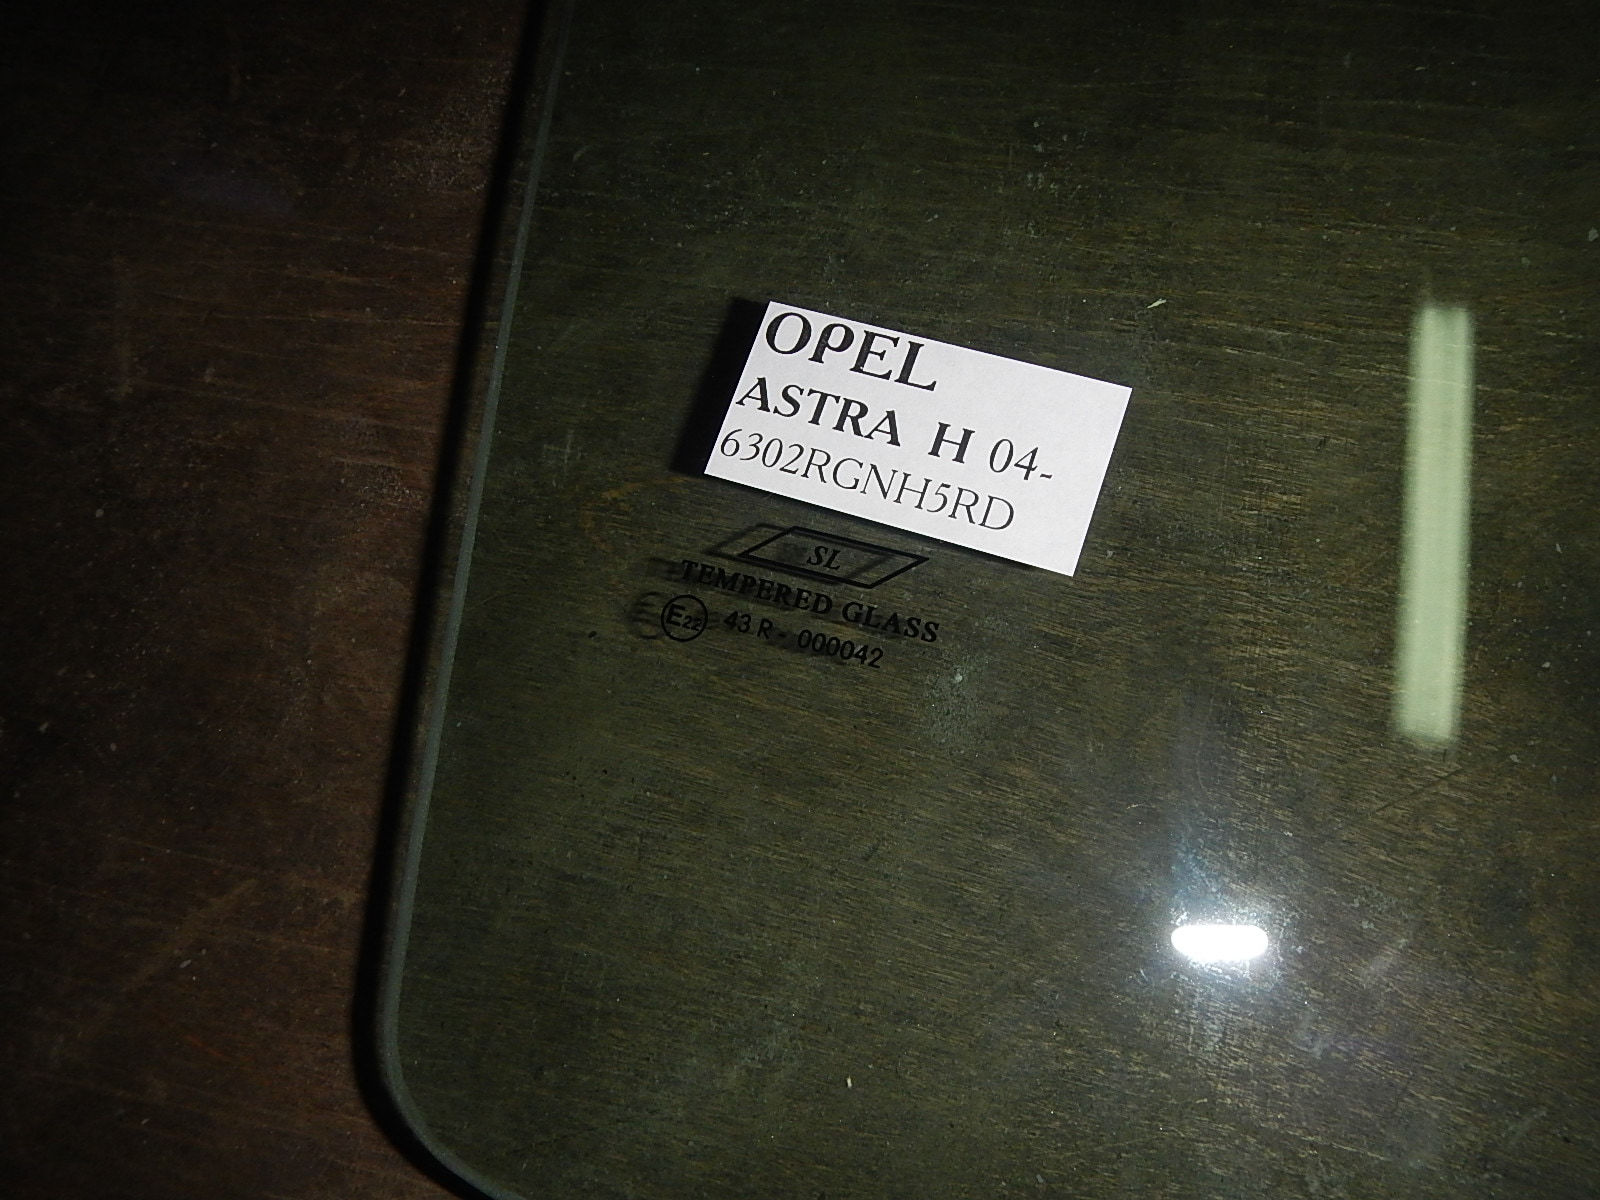 OPEL
ASTRA H 04-
6302RGNH5RD
SL
TEMPERED GLASS
E22 43 R - 000042